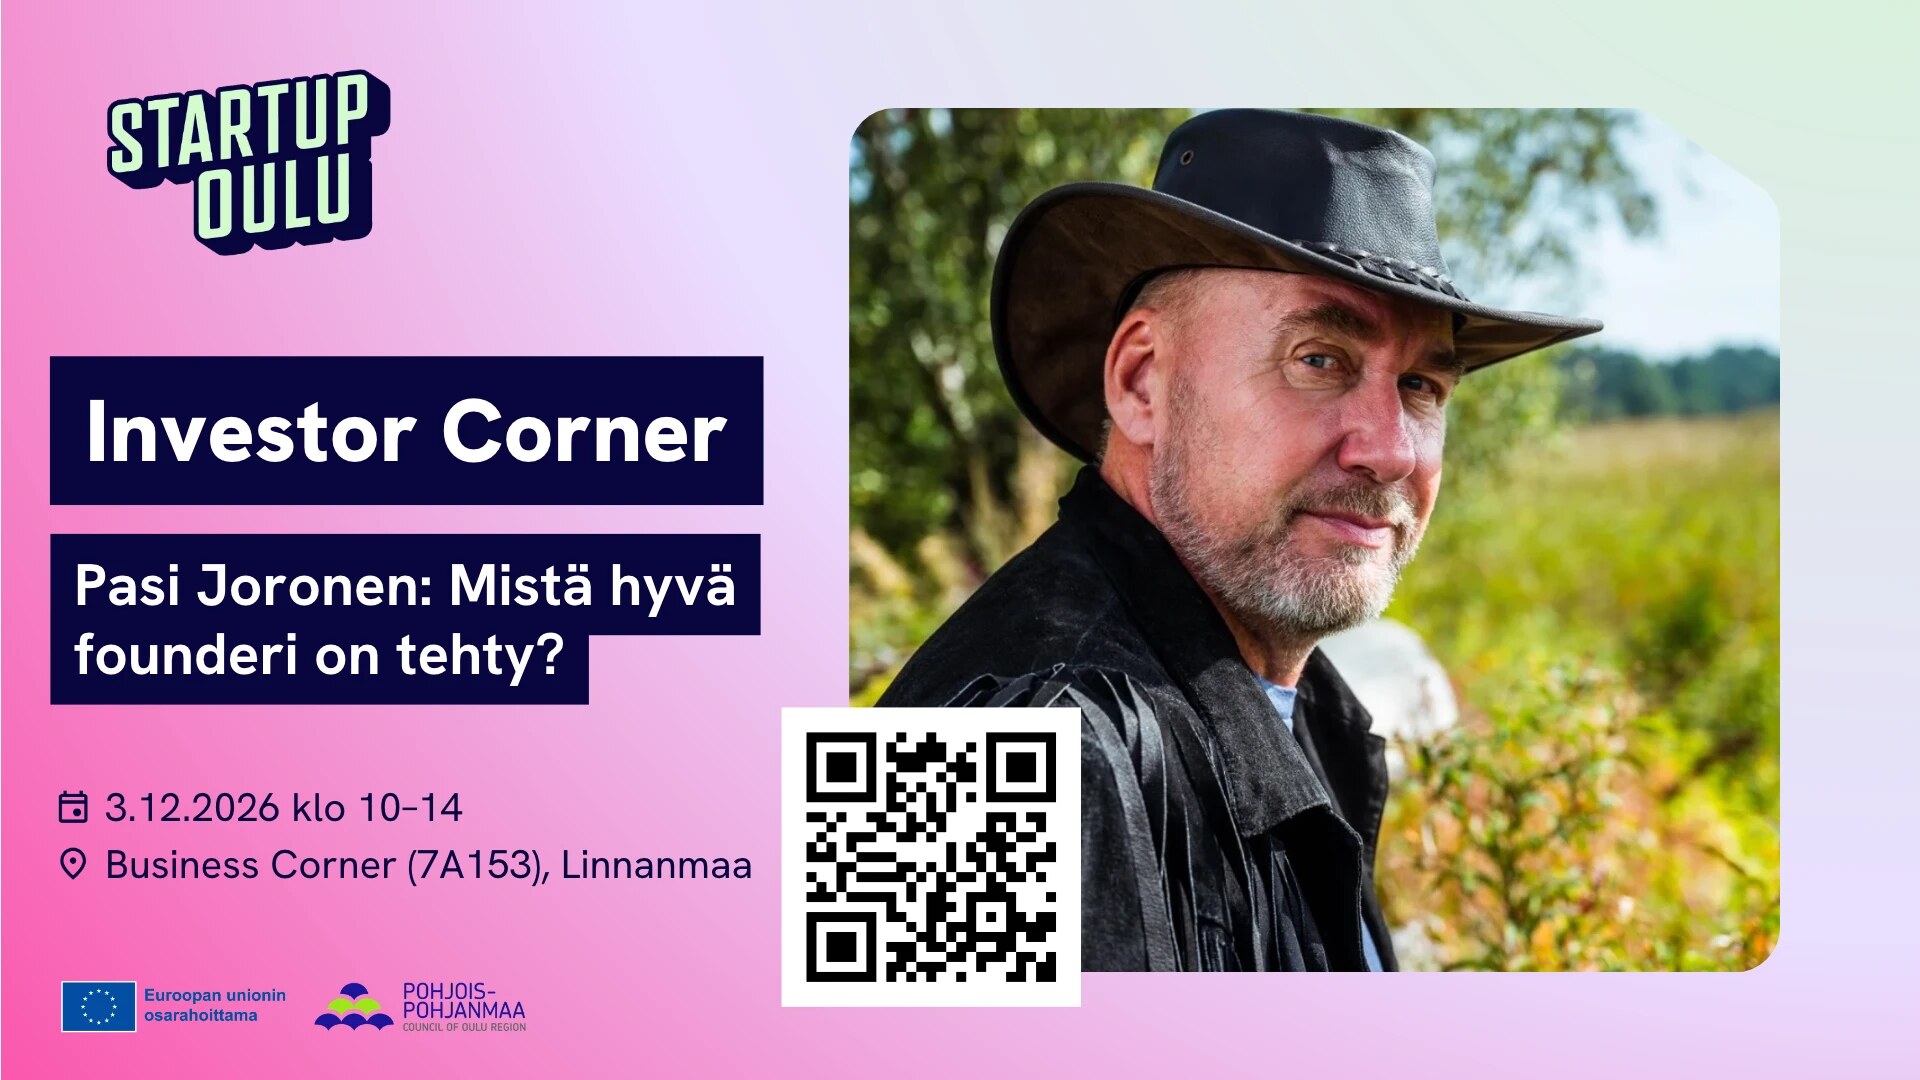 STARTUP
OULU
Investor Corner
Pasi Joronen: Mistä hyvä
founderi on tehty?
3.12.2026 klo 10–14
Business Corner (7A153), Linnanmaa
Euroopan unionin
osarahoittama
POHJOIS-
POHJANMAA
COUNCIL OF OULU REGION